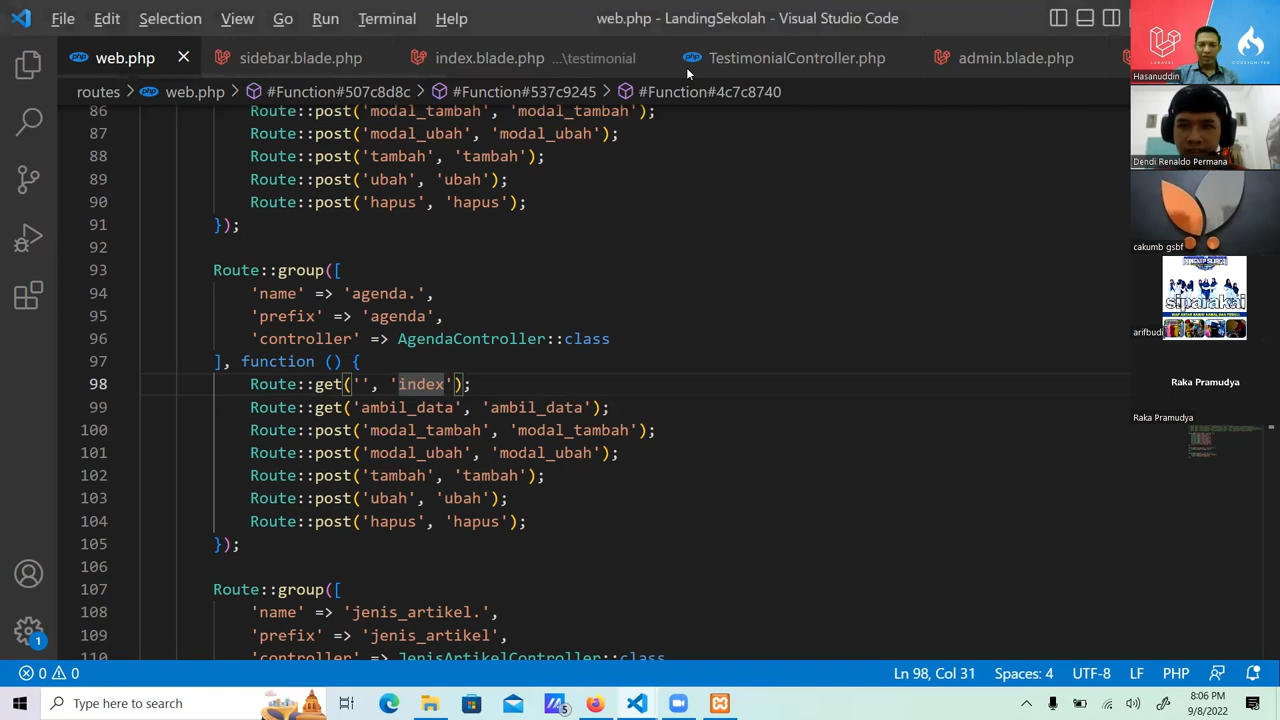 File Edit Selection View Go Run Terminal Help
web.php - LandingSekolah - Visual Studio Code
web.php
sidebar.blade.php
index.blade.php ...\testimonial
TestimonialController.php
admin.blade.php
routes > web.php > #Function#507c8d8c > #Function#537c9245 > #Function#4c7c8740
86 Route::post('modal_tambah', 'modal_tambah');
87 Route::post('modal_ubah', 'modal_ubah');
88 Route::post('tambah', 'tambah');
89 Route::post('ubah', 'ubah');
90 Route::post('hapus', 'hapus');
91 });
92
93 Route::group([
94 'name' => 'agenda.',
95 'prefix' => 'agenda',
96 'controller' => AgendaController::class
97 ], function () {
98 Route::get('', 'index');
99 Route::get('ambil_data', 'ambil_data');
100 Route::post('modal_tambah', 'modal_tambah');
101 Route::post('modal_ubah', 'modal_ubah');
102 Route::post('tambah', 'tambah');
103 Route::post('ubah', 'ubah');
104 Route::post('hapus', 'hapus');
105 });
106
107 Route::group([
108 'name' => 'jenis_artikel.',
109 'prefix' => 'jenis_artikel',
110 'controller' => JenisArtikelController::class
LARAVEL
CODEIGNITER
Hasanuddin
Dendi Renaldo Permana
cakumb gsbf
siparakai
arifbudi
Raka Pramudya
Raka Pramudya
1
0 0
Ln 98, Col 31
Spaces: 4
UTF-8
LF
PHP
Type here to search
5
8:06 PM
9/8/2022